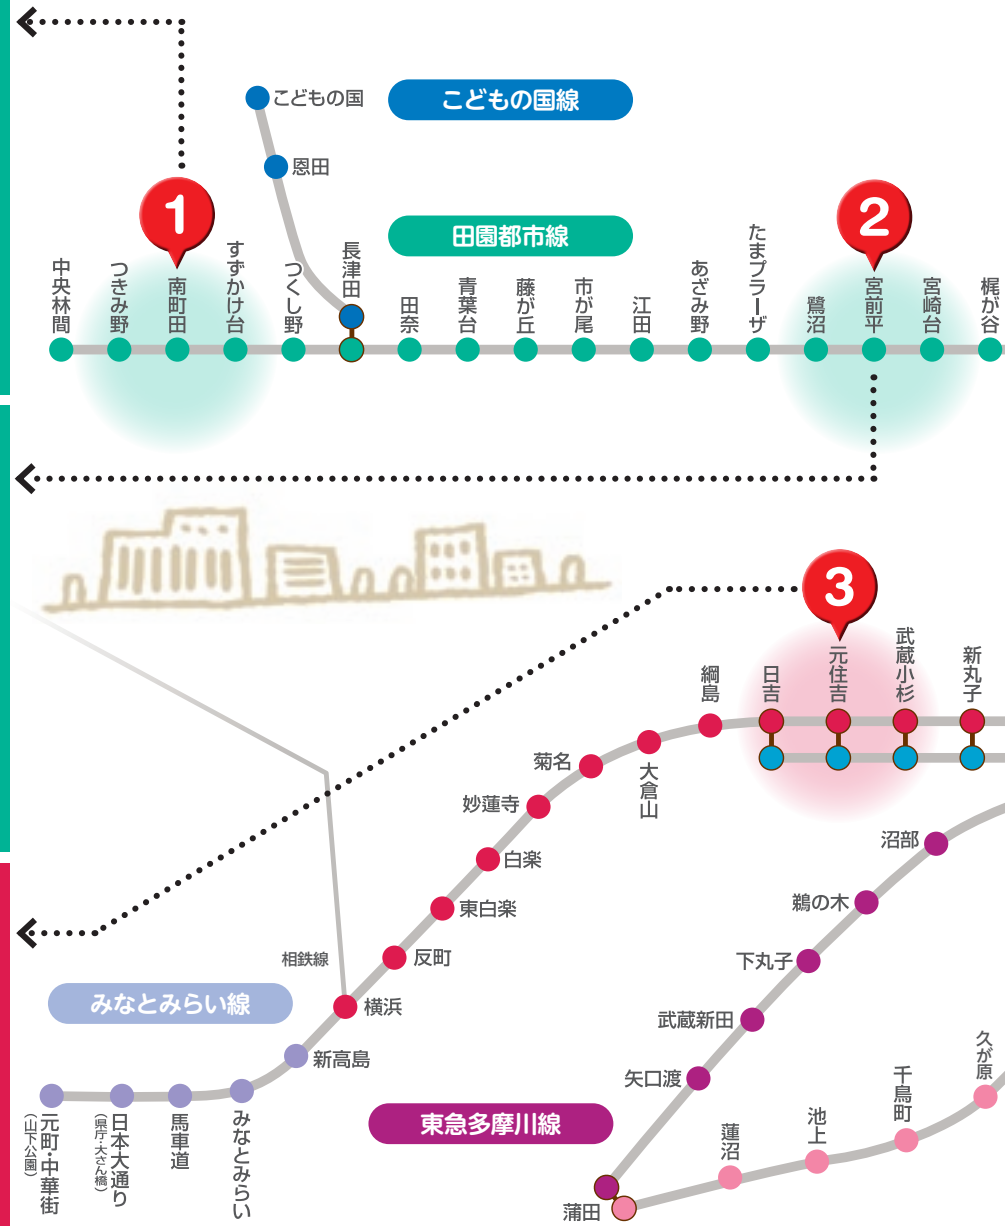 こどもの国
こどもの国線
恩田
1
2
田園都市線
中央林間
つきみ野
南町田
すずかけ台
つくし野
長津田
田奈
青葉台
藤が丘
市が尾
江田
あざみ野
たまプラーザ
鷺沼
宮前平
宮崎台
梶が谷
3
綱島
日吉
元住吉
武蔵小杉
新丸子
菊名
大倉山
妙蓮寺
白楽
東白楽
反町
相鉄線
横浜
みなとみらい線
新高島
元町・中華街
(山下公園)
日本大通り
(県庁・大さん橋)
馬車道
みなとみらい
沼部
鵜の木
下丸子
武蔵新田
矢口渡
東急多摩川線
蒲田
蓮沼
池上
千鳥町
久が原